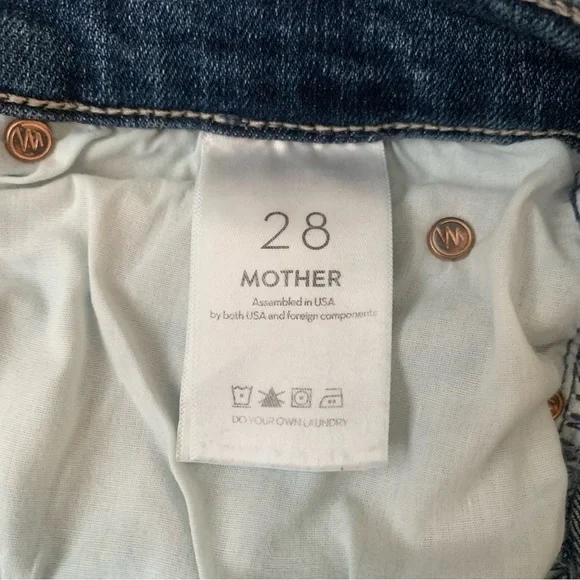 28
MOTHER
Assembled in USA
by both USA and foreign components
DO YOUR OWN LAUNDRY